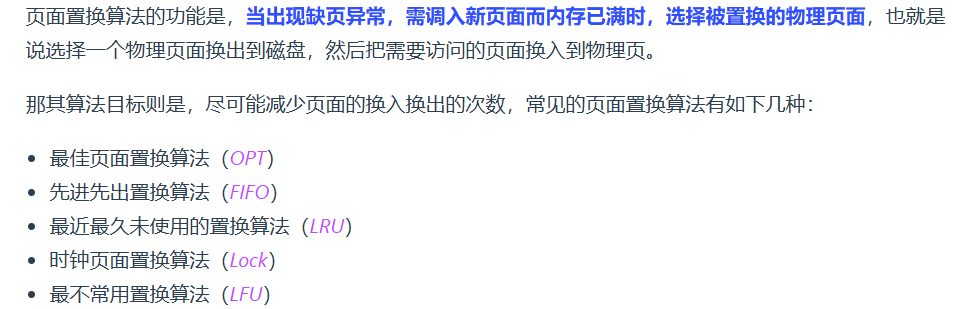 页面置换算法的功能是，当出现缺页异常，需调入新页面而内存已满时，选择被置换的物理页面，也就是
说选择一个物理页面换出到磁盘，然后把需要访问的页面换入到物理页。
那其算法目标则是，尽可能减少页面的换入换出的次数，常见的页面置换算法有如下几种：
• 最佳页面置换算法（OPT）
• 先进先出置换算法（FIFO）
• 最近最久未使用的置换算法（LRU）
• 时钟页面置换算法（Lock）
• 最不常用置换算法（LFU）